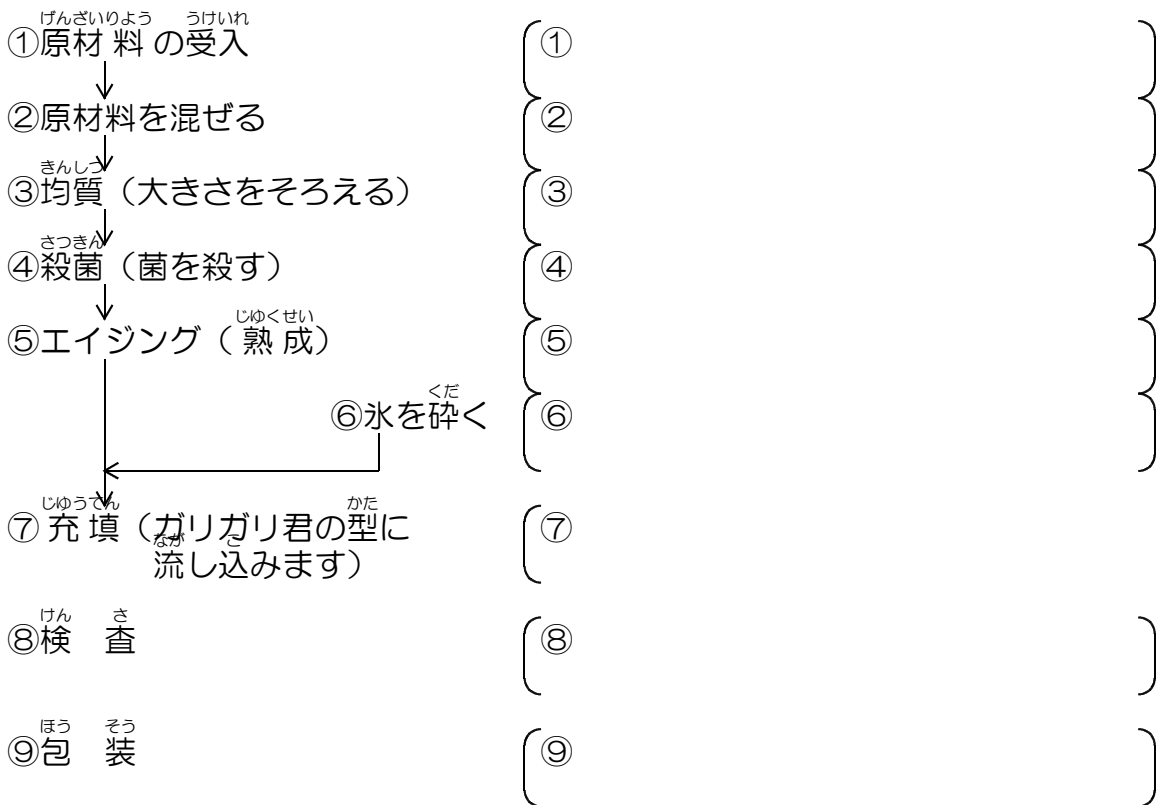 げんざいりよう うけいれ
①原材料の受入 ①
②原材料を混ぜる ②
きんしつ
③均質（大きさをそろえる） ③
さつきん
④殺菌（菌を殺す） ④
じゆくせい
⑤エイジング（熟成） ⑤
くだ
⑥氷を砕く ⑥
じゆうてん かた
⑦充填（ガリガリ君の型に ⑦
なが こ
流し込みます）
けん さ
⑧検 査 ⑧
ほう そう
⑨包 装 ⑨